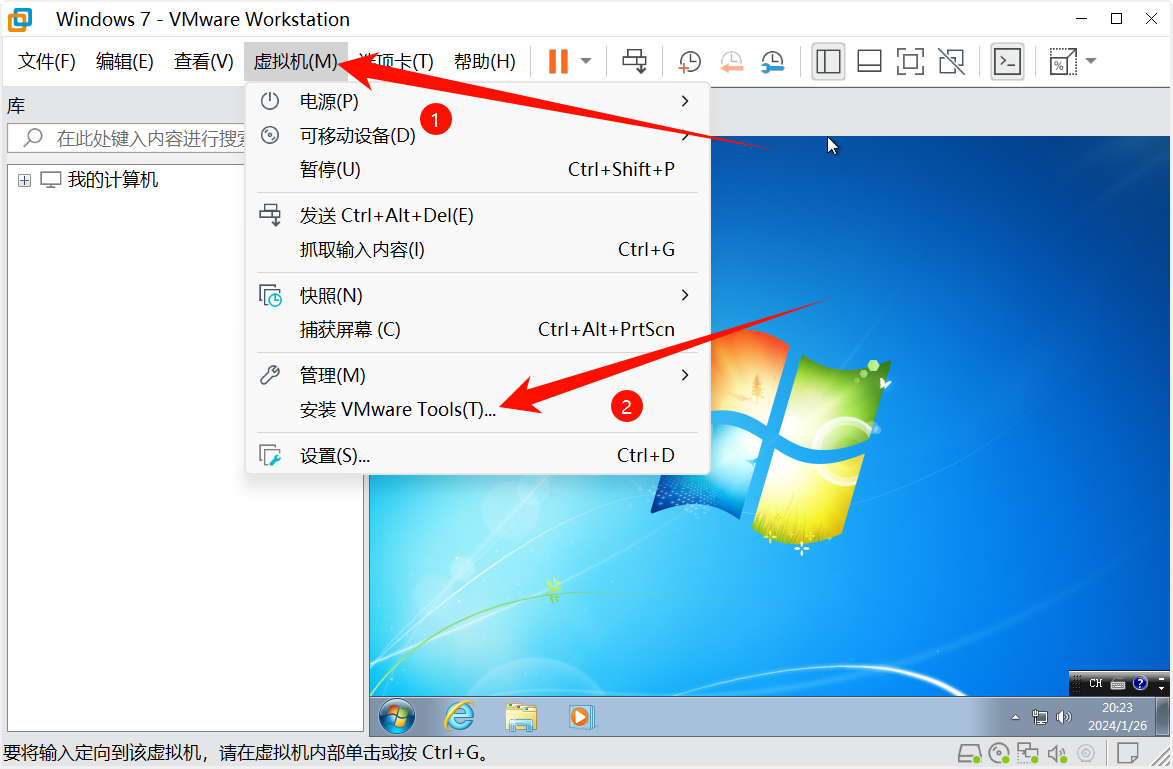 Windows 7 - VMware Workstation
文件(F) 编辑(E) 查看(V) 虚拟机(M) 选项卡(T) 帮助(H)
库
在此处键入内容进行搜索
我的计算机
电源(P)
1
可移动设备(D)
暂停(U) Ctrl+Shift+P
发送 Ctrl+Alt+Del(E)
抓取输入内容(I) Ctrl+G
快照(N)
捕获屏幕 (C) Ctrl+Alt+PrtScn
管理(M)
安装 VMware Tools(T)...
2
设置(S)... Ctrl+D
CH
20:23
2024/1/26
要将输入定向到该虚拟机，请在虚拟机内部单击或按 Ctrl+G。